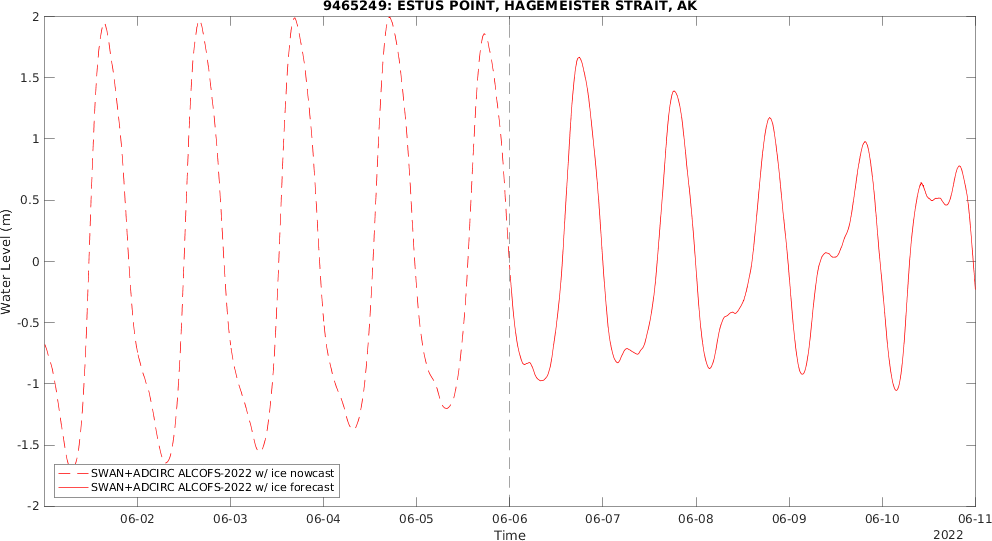 9465249: ESTUS POINT, HAGEMEISTER STRAIT, AK
2
1.5
1
0.5
0
-0.5
-1
-1.5
-2
Water Level (m)
SWAN+ADCIRC ALCOFS-2022 w/ ice nowcast
SWAN+ADCIRC ALCOFS-2022 w/ ice forecast
06-02 06-03 06-04 06-05 06-06 06-07 06-08 06-09 06-10 06-11
Time
2022